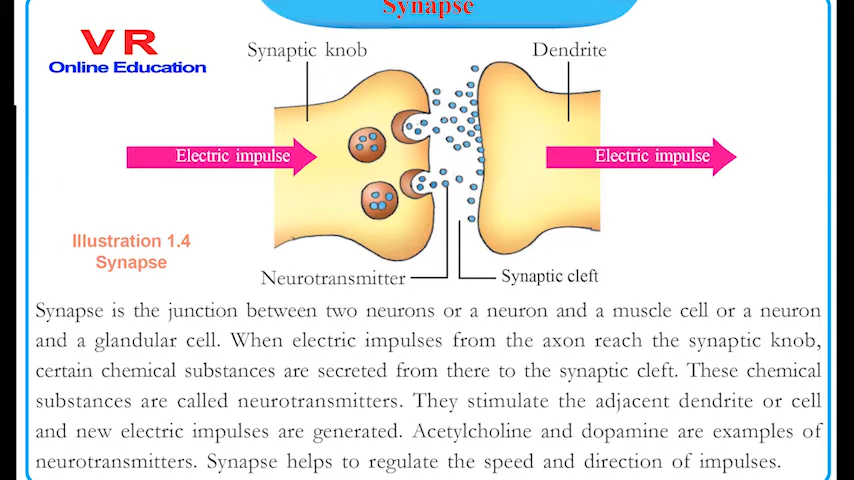 Synapse
VR
Online Education
Synaptic knob
Dendrite
Electric impulse
Electric impulse
Illustration 1.4
Synapse
Neurotransmitter
Synaptic cleft
Synapse is the junction between two neurons or a neuron and a muscle cell or a neuron
and a glandular cell. When electric impulses from the axon reach the synaptic knob,
certain chemical substances are secreted from there to the synaptic cleft. These chemical
substances are called neurotransmitters. They stimulate the adjacent dendrite or cell
and new electric impulses are generated. Acetylcholine and dopamine are examples of
neurotransmitters. Synapse helps to regulate the speed and direction of impulses.